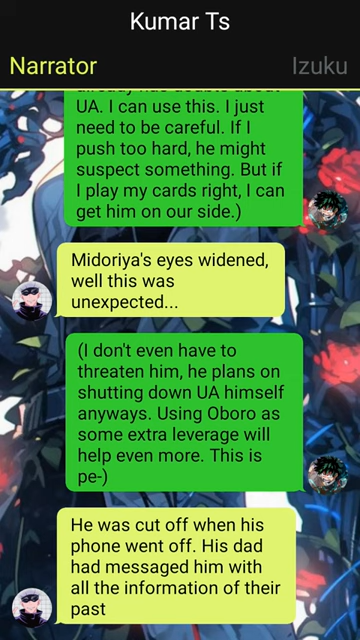 Kumar Ts
Narrator
Izuku
already has doubts about
UA. I can use this. I just
need to be careful. If I
push too hard, he might
suspect something. But if
I play my cards right, I can
get him on our side.)
Midoriya's eyes widened,
well this was
unexpected...
(I don't even have to
threaten him, he plans on
shutting down UA himself
anyways. Using Oboro as
some extra leverage will
help even more. This is
pe-)
He was cut off when his
phone went off. His dad
had messaged him with
all the information of their
past